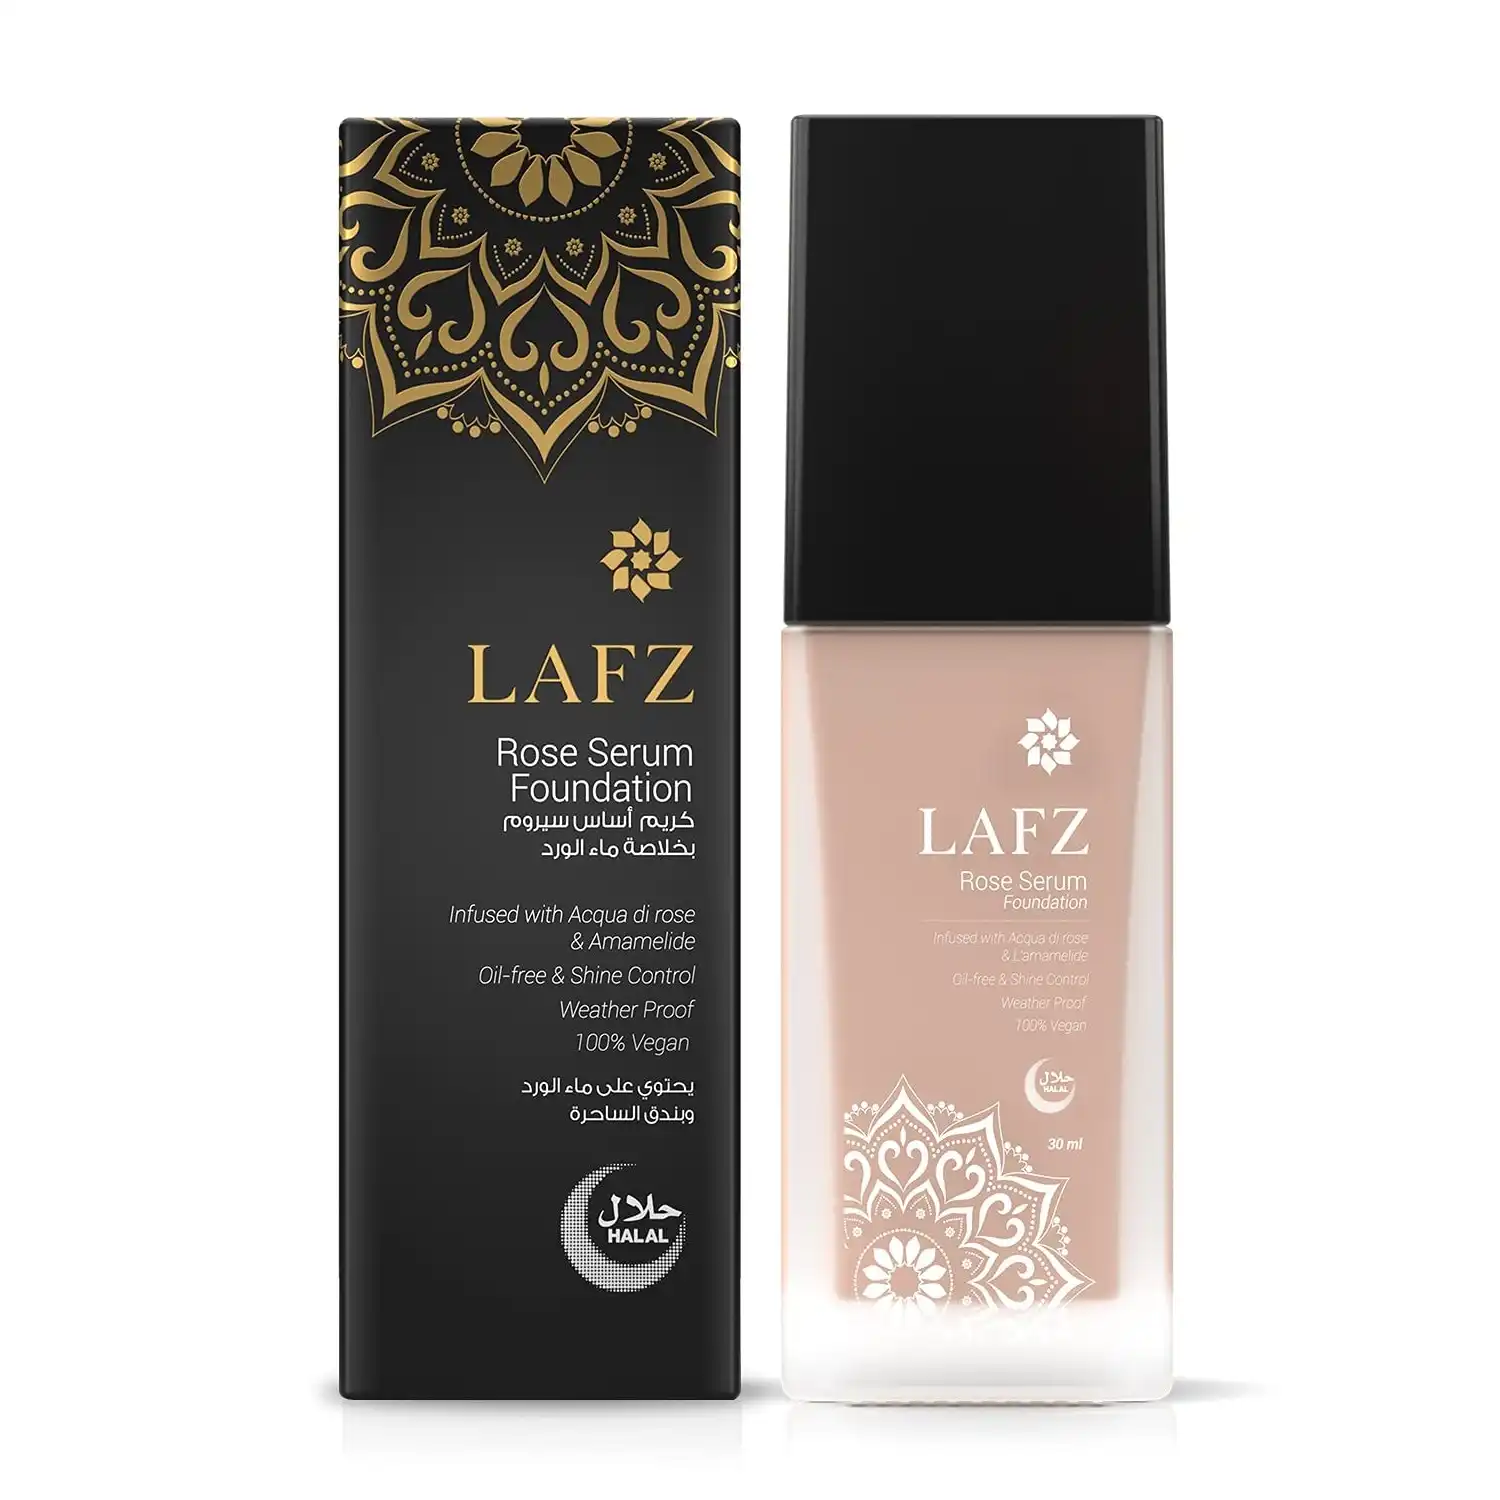 LAFZ
Rose Serum
Foundation
كريم أساس سيروم
بخلاصة ماء الورد
Infused with Acqua di rose
& Amamelide
Oil-free & Shine Control
Weather Proof
100% Vegan
يحتوي على ماء الورد
وبندق الساحرة
حلال
HALAL
LAFZ
Rose Serum
Foundation
Infused with Acqua di rose
& L'amamelide
Oil-free & Shine Control
Weather Proof
100% Vegan
حلال
HALAL
30 ml